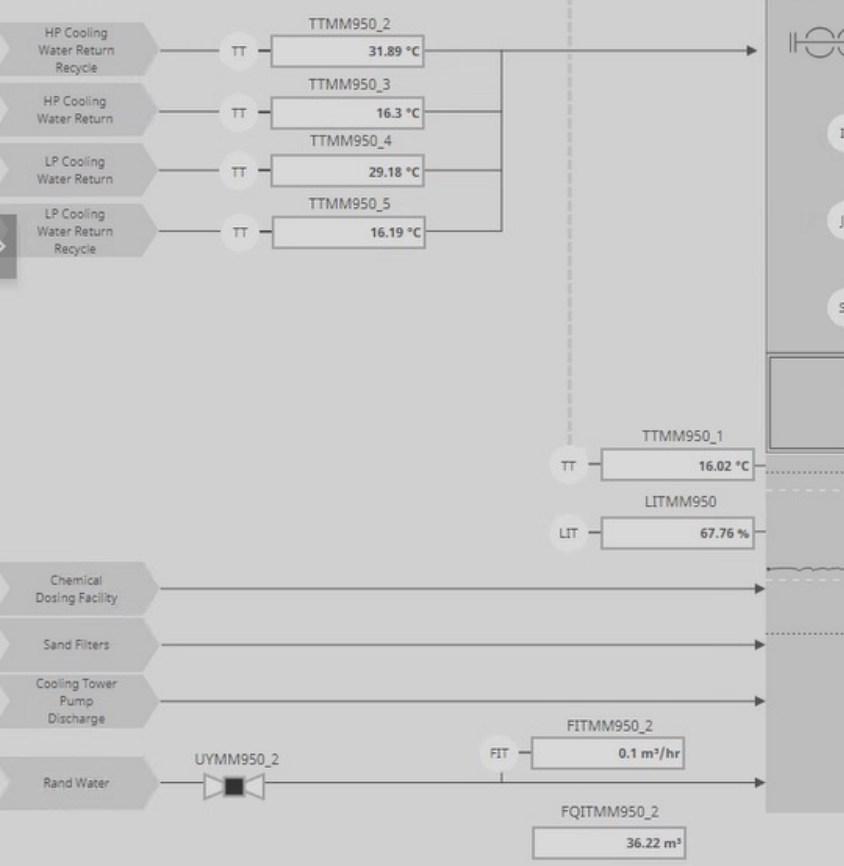 TTMM950_2
HP Cooling
Water Return
Recycle
TT
31.89 °C
TTMM950_3
HP Cooling
Water Return
TT
16.3 °C
TTMM950_4
LP Cooling
Water Return
TT
29.18 °C
TTMM950_5
LP Cooling
Water Return
Recycle
TT
16.19 °C
TTMM950_1
TT
16.02 °C
LITMM950
LIT
67.76 %
Chemical
Dosing Facility
Sand Filters
Cooling Tower
Pump
Discharge
FITMM950_2
FIT
0.1 m³/hr
UYMM950_2
Rand Water
FQITMM950_2
36.22 m³